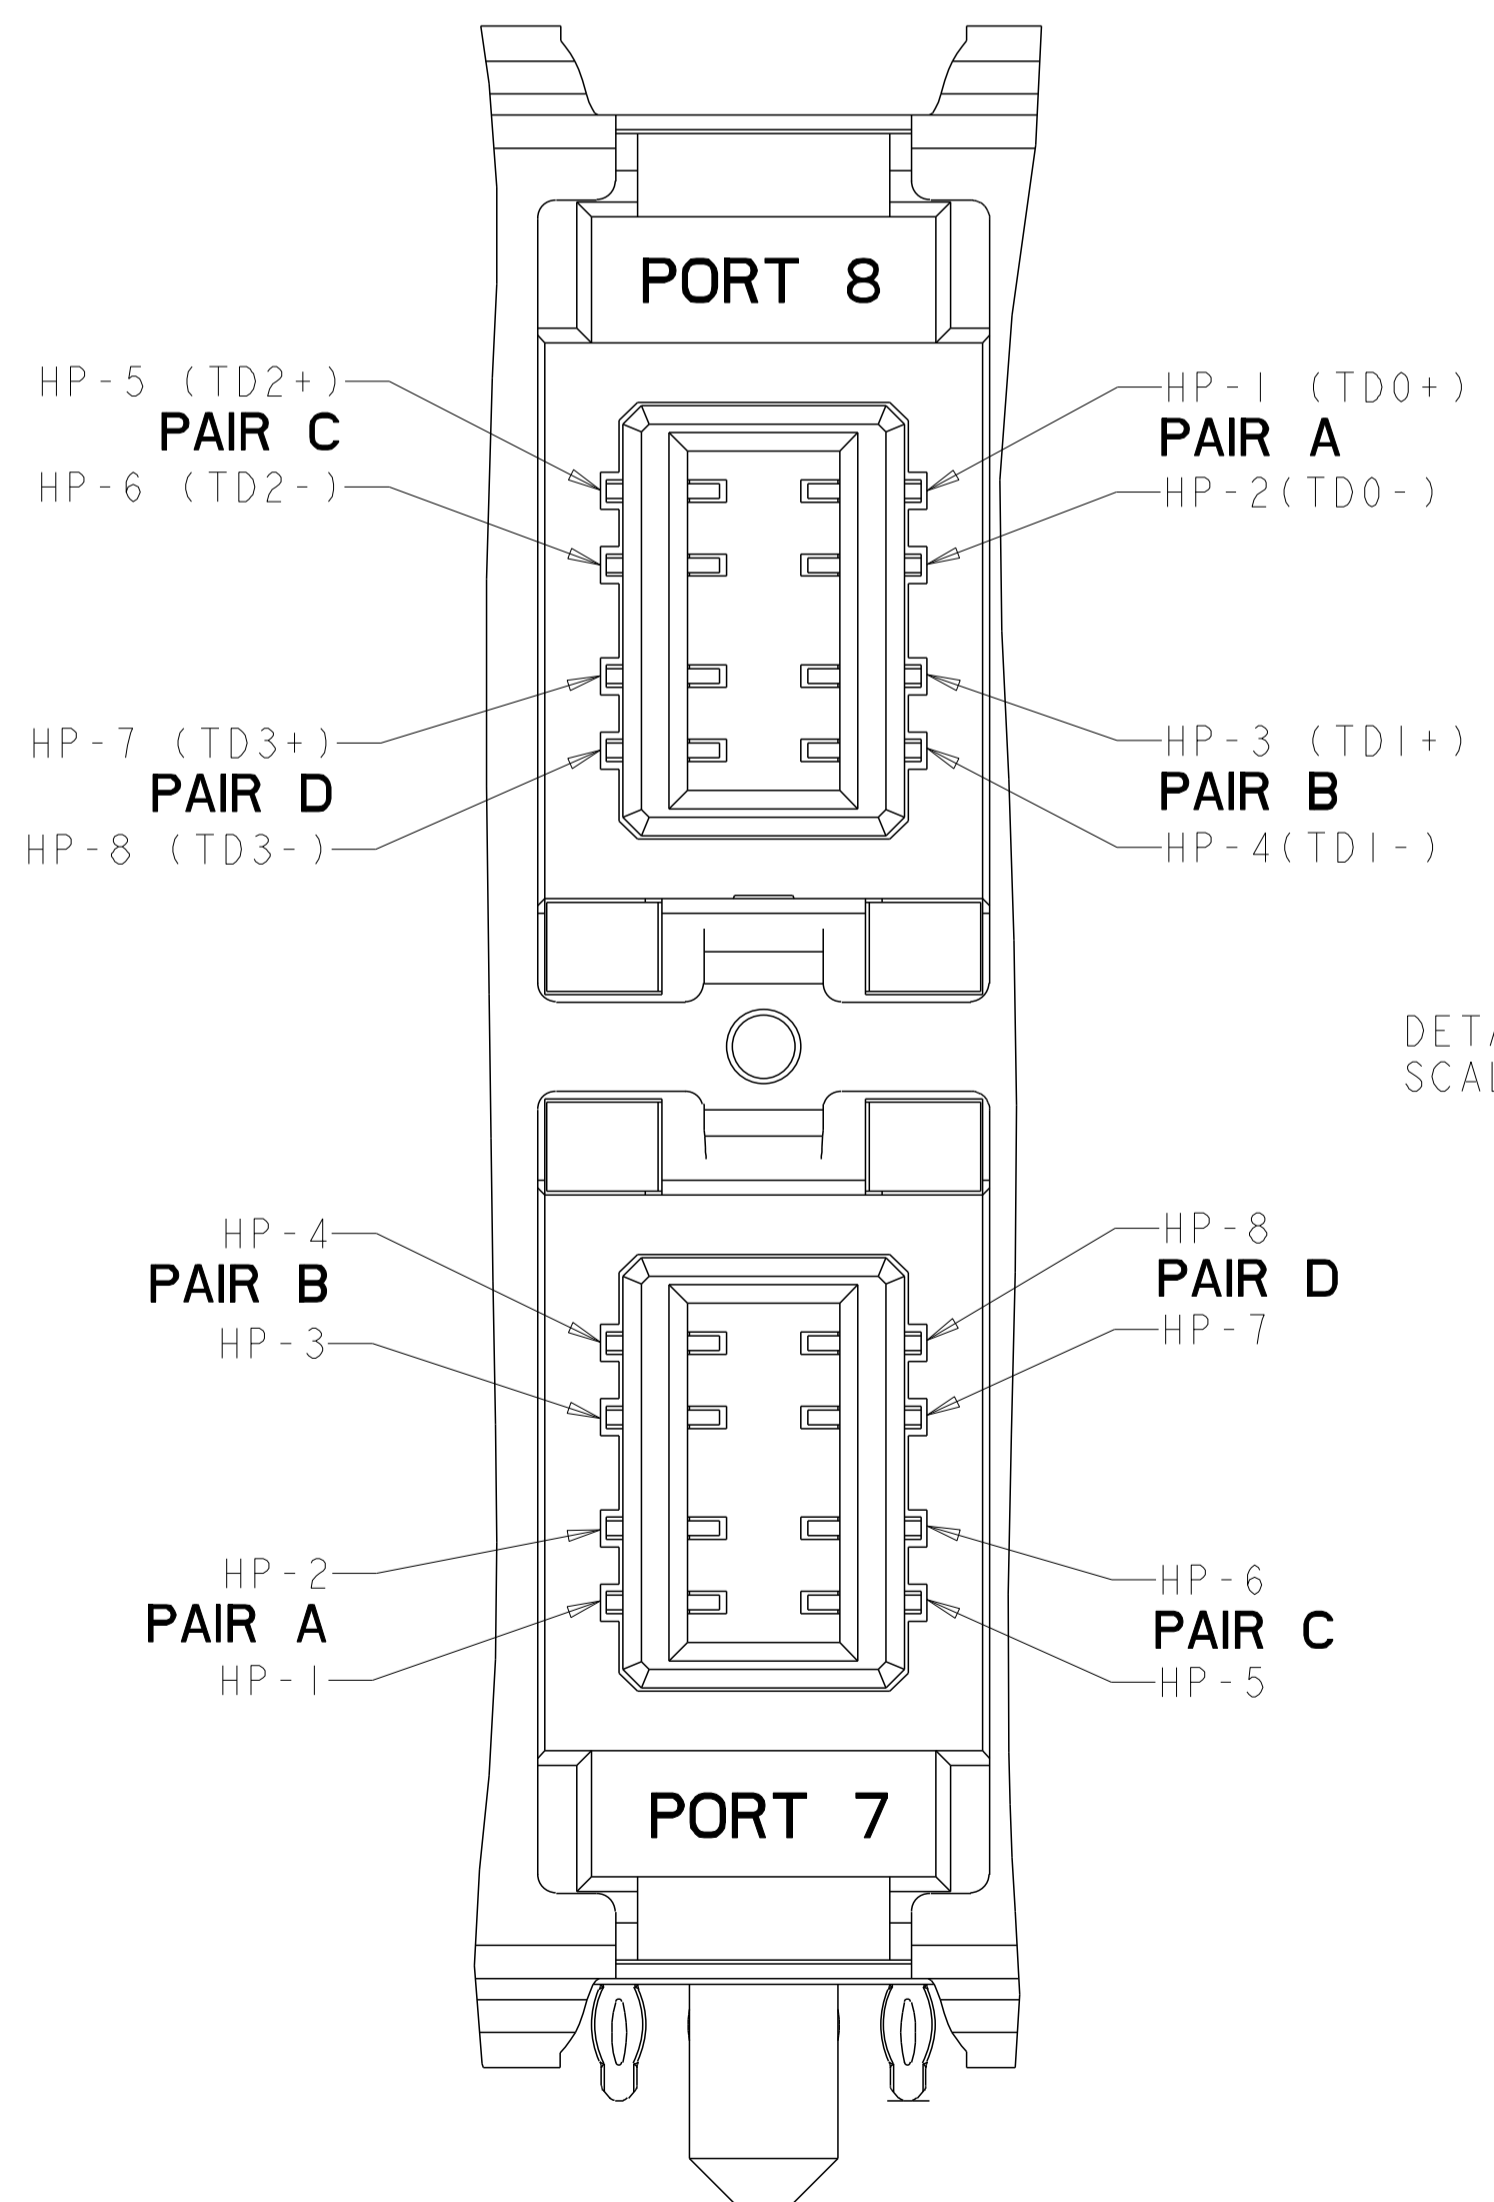 PORT 8
HP-5 (TD2+)
PAIR C
HP-6 (TD2-)
HP-1 (TD0+)
PAIR A
HP-2(TD0-)
HP-7 (TD3+)
PAIR D
HP-8 (TD3-)
HP-3 (TD1+)
PAIR B
HP-4(TD1-)
DETA
SCAL
HP-4
PAIR B
HP-3
HP-8
PAIR D
HP-7
HP-2
PAIR A
HP-1
HP-6
PAIR C
HP-5
PORT 7